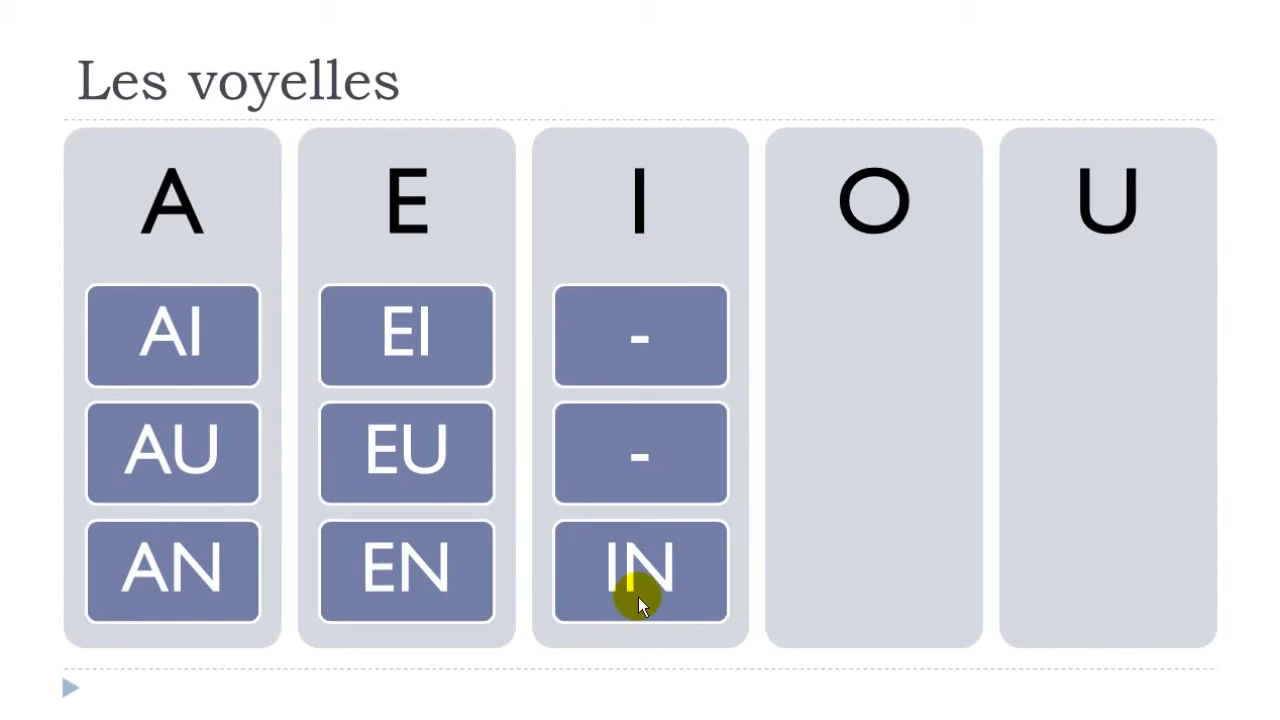 Les voyelles
A E I O U
AI EI -
AU EU -
AN EN IN